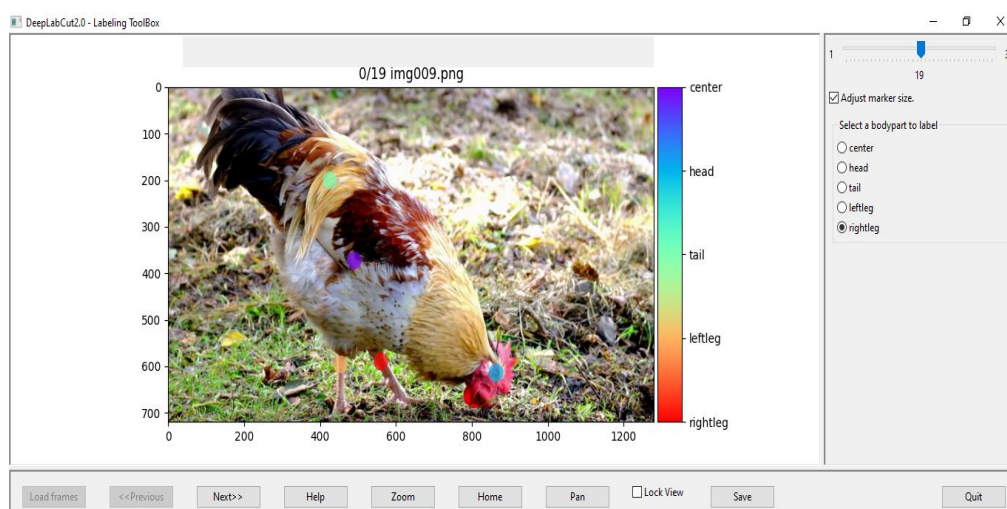 DeepLabCut2.0 - Labeling ToolBox
0/19 img009.png
0
100
200
300
400
500
600
700
0 200 400 600 800 1000 1200
center
head
tail
leftleg
rightleg
1
19
Adjust marker size.
Select a bodypart to label
center
head
tail
leftleg
rightleg
Load frames <<Previous Next>> Help Zoom Home Pan Lock View Save Quit